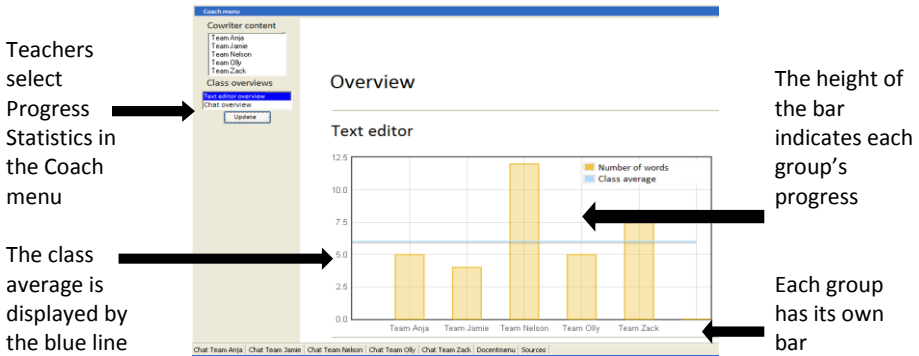 Teachers
select
Progress
Statistics in
the Coach
menu
The class
average is
displayed by
the blue line
Coach menu
Cowriter content
Team Anja
Team Jamie
Team Nelson
Team Olly
Team Zack
Class overviews
Text editor overview
Chat overview
Update
Overview
Text editor
12.5
10.0
7.5
5.0
2.5
0.0
Number of words
Class average
Team Anja Team Jamie Team Nelson Team Olly Team Zack
Chat Team Anja Chat Team Jamie Chat Team Nelson Chat Team Olly Chat Team Zack Docentmenu Sources
The height of
the bar
indicates each
group's
progress
Each group
has its own
bar